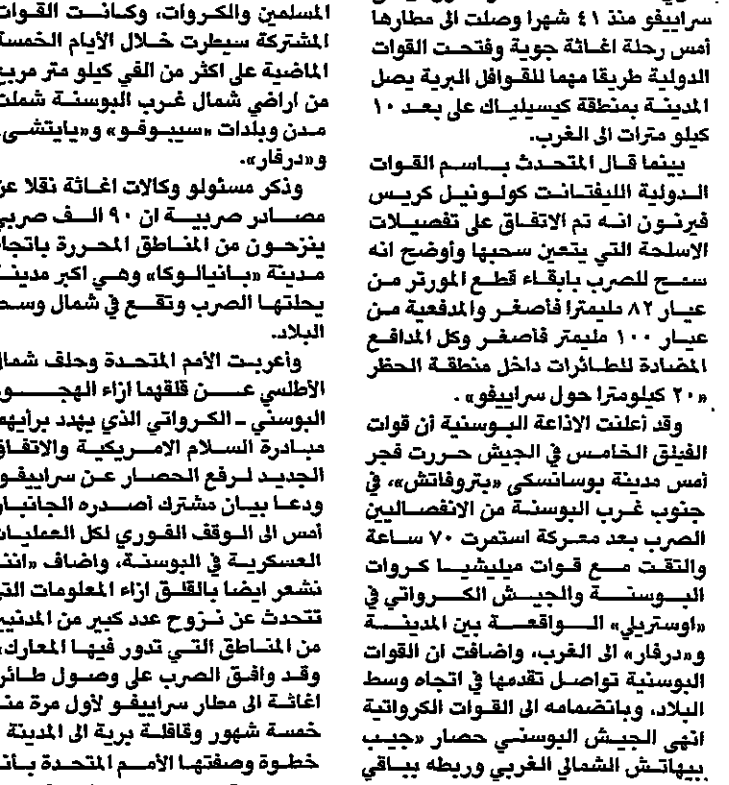 سراييفو منذ ٤١ شهرا وصلت الى مطارها
أمس رحلة اغاثة جوية وفتحت القوات
الدولية طريقا مهما للقوافل البرية يصل
المدينة بمنطقة كيسيلياك على بعد ١٠
كيلو مترات الى الغرب.
بينما قال المتحدث باسم القوات
الدولية الليفتانت كولونيل كريس
فيرنون انه تم الاتفاق على تفصيلات
الاسلحة التي يتعين سحبها وأوضح انه
سمح للصرب بابقاء قطع المورتر من
عيار ٨٢ مليمترا فأصغر والمدفعية من
عيار ١٠٠ مليمتر فأصغر وكل المدافع
المضادة للطائرات داخل منطقة الحظر
«٢٠ كيلومترا حول سراييفو».
وقد أعلنت الاذاعة البوسنية أن قوات
الفيلق الخامس في الجيش حررت فجر
أمس مدينة بوسانسكي «بتروفاتش»، في
جنوب غرب البوسنة من الانفصاليين
الصرب بعد معركة استمرت ٧٠ ساعة
والتقت مع قوات ميليشيا كروات
البوسنة والجيش الكرواتي في
«اوستريلي» الواقعة بين المدينة
و«درفار» الى الغرب، واضافت ان القوات
البوسنية تواصل تقدمها في اتجاه وسط
البلاد، وبانضمامه الى القوات الكرواتية
انهى الجيش البوسني حصار «جيب
بيهاتش الشمالي الغربي وربطه بباقي
المسلمين والكروات، وكانت القوات
المشتركة سيطرت خلال الأيام الخمسة
الماضية على اكثر من الفي كيلو متر مربع
من اراضي شمال غرب البوسنة شملت
مدن وبلدات «سيبوفو» و«يايتشي»
و«درفار».
وذكر مسئولو وكالات اغاثة نقلا عن
مصادر صربية ان ٩٠ الف صربي
ينزحون من المناطق المحررة باتجاه
مدينة «بانيالوكا» وهي اكبر مدينة
يحتلها الصرب وتقع في شمال وسط
البلاد.
وأعربت الأمم المتحدة وحلف شمال
الأطلسي عن قلقهما ازاء الهجوم
البوسني - الكرواتي الذي يهدد برأيهم
مبادرة السلام الامريكية والاتفاق
الجديد لرفع الحصار عن سراييفو
ودعا بيان مشترك أصدره الجانبان
أمس الى الوقف الفوري لكل العمليات
العسكرية في البوسنة، واضاف «اننا
نشعر ايضا بالقلق ازاء المعلومات التي
تتحدث عن نزوح عدد كبير من المدنيين
من المناطق التي تدور فيها المعارك
وقد وافق الصرب على وصول طائرة
اغاثة الى مطار سراييفو لأول مرة منذ
خمسة شهور وقافلة برية الى المدينة
خطوة وصفتها الأمم المتحدة بأنها